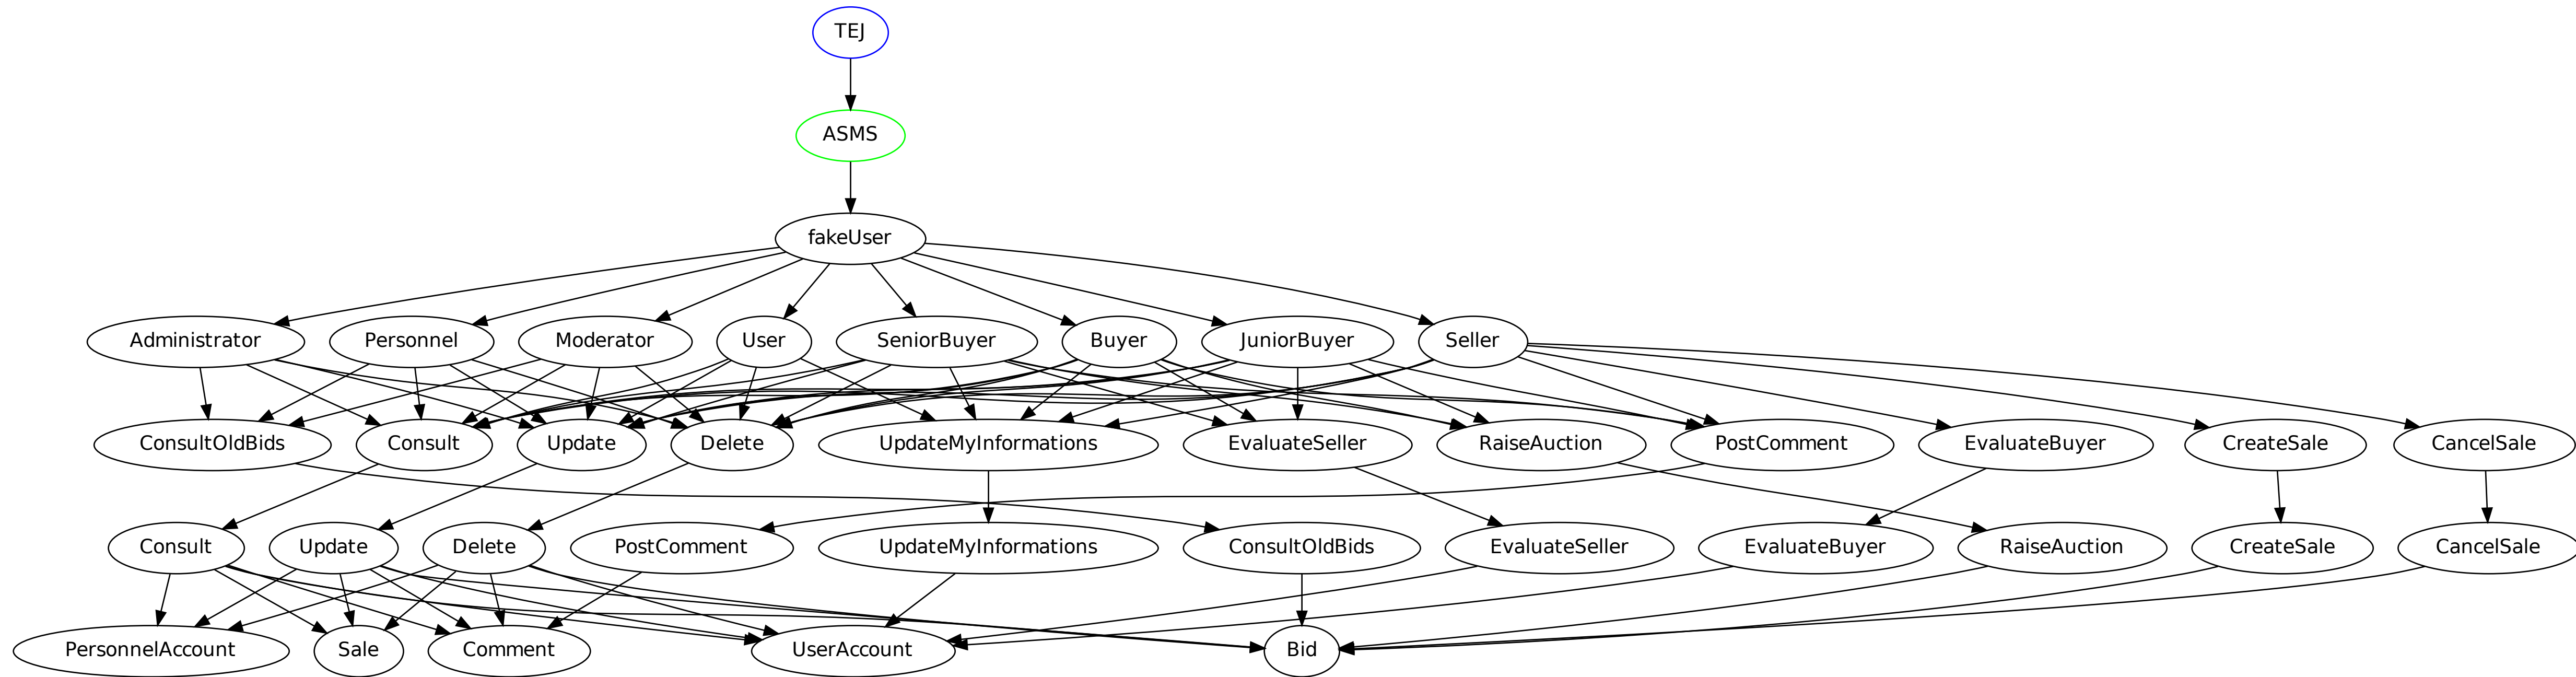 TEJ
ASMS
fakeUser
Administrator
Personnel
Moderator
User
SeniorBuyer
Buyer
JuniorBuyer
Seller
ConsultOldBids
Consult
Update
Delete
UpdateMyInformations
EvaluateSeller
RaiseAuction
PostComment
EvaluateBuyer
CreateSale
CancelSale
Consult
Update
Delete
PostComment
UpdateMyInformations
ConsultOldBids
EvaluateSeller
EvaluateBuyer
RaiseAuction
CreateSale
CancelSale
PersonnelAccount
Sale
Comment
UserAccount
Bid